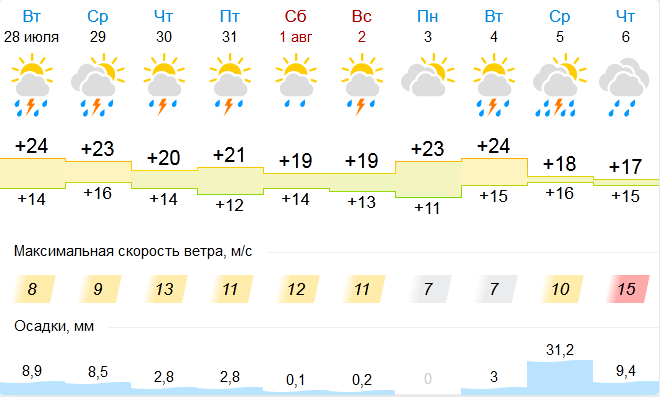 Вт Ср Чт Пт Сб Вс Пн Вт Ср Чт
28 июля 29 30 31 1 авг 2 3 4 5 6
+24 +23 +20 +21 +19 +19 +23 +24 +18 +17
+14 +16 +14 +12 +14 +13 +11 +15 +16 +15
Максимальная скорость ветра, м/с
8 9 13 11 12 11 7 7 10 15
Осадки, мм
8,9 8,5 2,8 2,8 0,1 0,2 0 3 31,2 9,4